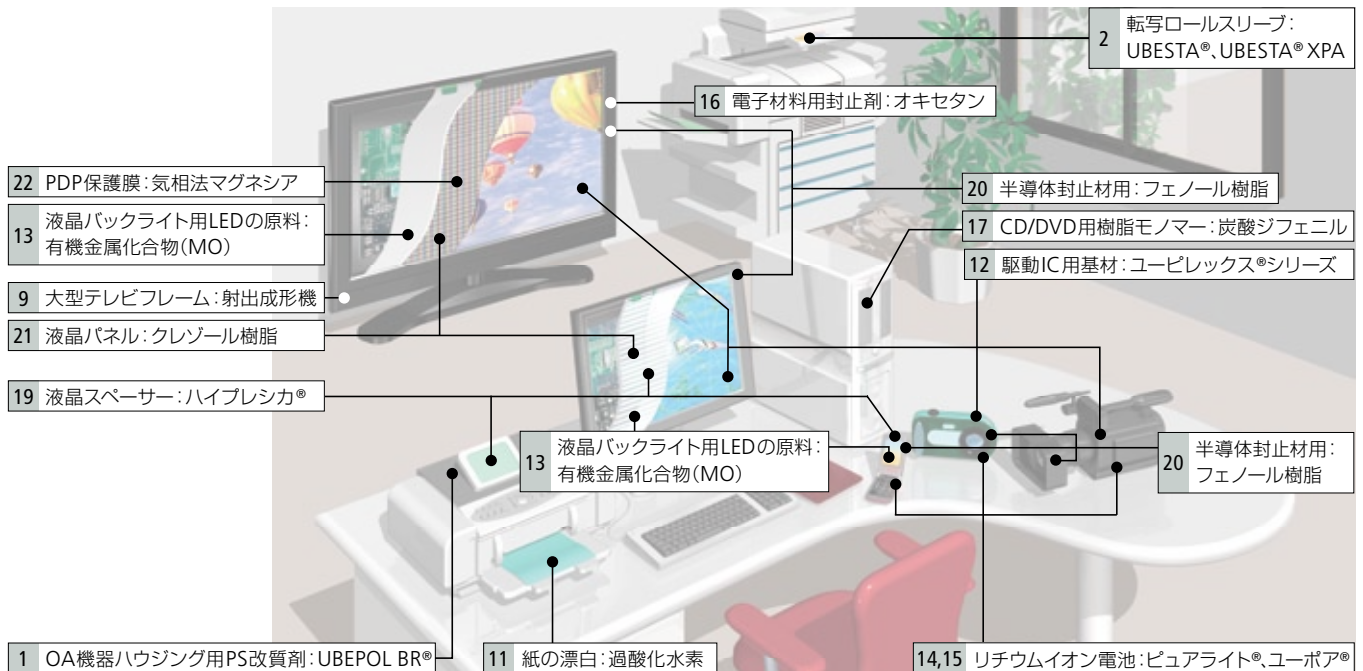 2 転写ロールスリーブ：
UBESTA®、UBESTA® XPA
16 電子材料用封止剤：オキセタン
22 PDP保護膜：気相法マグネシア
20 半導体封止材用：フェノール樹脂
13 液晶バックライト用LEDの原料：
有機金属化合物（MO）
17 CD/DVD用樹脂モノマー：炭酸ジフェニル
12 駆動IC用基材：ユーピレックス®シリーズ
9 大型テレビフレーム：射出成形機
21 液晶パネル：クレゾール樹脂
19 液晶スペーサー：ハイプレシカ®
13 液晶バックライト用LEDの原料：
有機金属化合物（MO）
20 半導体封止材用：
フェノール樹脂
1 OA機器ハウジング用PS改質剤：UBEPOL BR®
11 紙の漂白：過酸化水素
14,15 リチウムイオン電池：ピュアライト®、ユーポア®